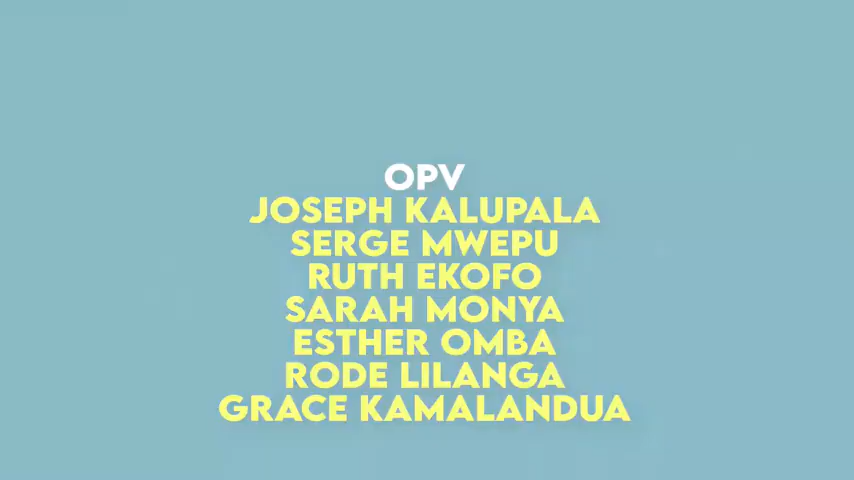 OPV
JOSEPH KALUPALA
SERGE MWEPU
RUTH EKOFO
SARAH MONYA
ESTHER OMBA
RODE LILANGA
GRACE KAMALANDUA